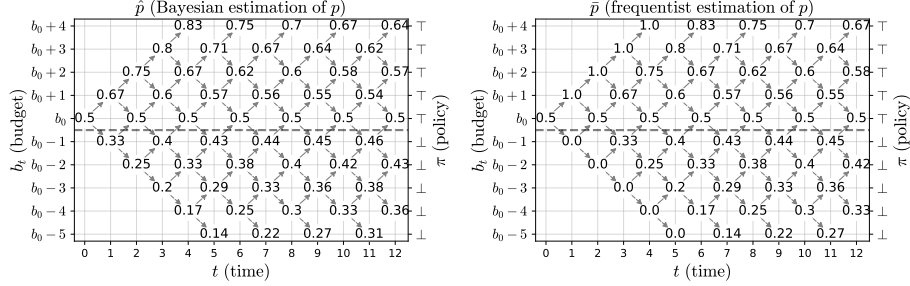 p̂ (Bayesian estimation of p)
b₀ + 4 0.83 0.75 0.7 0.67 0.64 ⊤
b₀ + 3 0.8 0.71 0.67 0.64 0.62 ⊤
b₀ + 2 0.75 0.67 0.62 0.6 0.58 0.57 ⊤
b₀ + 1 0.67 0.6 0.57 0.56 0.55 0.54 ⊤
b₀ 0.5 0.5 0.5 0.5 0.5 0.5 0.5 ⊤
b₀ − 1 0.33 0.4 0.43 0.44 0.45 0.46 ⊥
b₀ − 2 0.25 0.33 0.38 0.4 0.42 0.43 ⊥
b₀ − 3 0.2 0.29 0.33 0.36 0.38 ⊥
b₀ − 4 0.17 0.25 0.3 0.33 0.36 ⊥
b₀ − 5 0.14 0.22 0.27 0.31 ⊥
0 1 2 3 4 5 6 7 8 9 10 11 12
t (time)
bₜ (budget)
π (policy)
p̄ (frequentist estimation of p)
b₀ + 4 1.0 0.8 0.75 0.7 0.67 ⊤
b₀ + 3 1.0 0.8 0.71 0.67 0.64 ⊤
b₀ + 2 1.0 0.75 0.67 0.62 0.6 0.58 ⊤
b₀ + 1 1.0 0.67 0.6 0.57 0.56 0.55 ⊤
b₀ 0.5 0.5 0.5 0.5 0.5 0.5 0.5 ⊤
b₀ − 1 0.0 0.33 0.4 0.43 0.44 0.45 ⊥
b₀ − 2 0.0 0.25 0.33 0.38 0.4 0.42 ⊥
b₀ − 3 0.0 0.2 0.29 0.33 0.36 ⊥
b₀ − 4 0.0 0.17 0.25 0.3 0.33 ⊥
b₀ − 5 0.0 0.14 0.22 0.27 ⊥
0 1 2 3 4 5 6 7 8 9 10 11 12
t (time)
bₜ (budget)
π (policy)